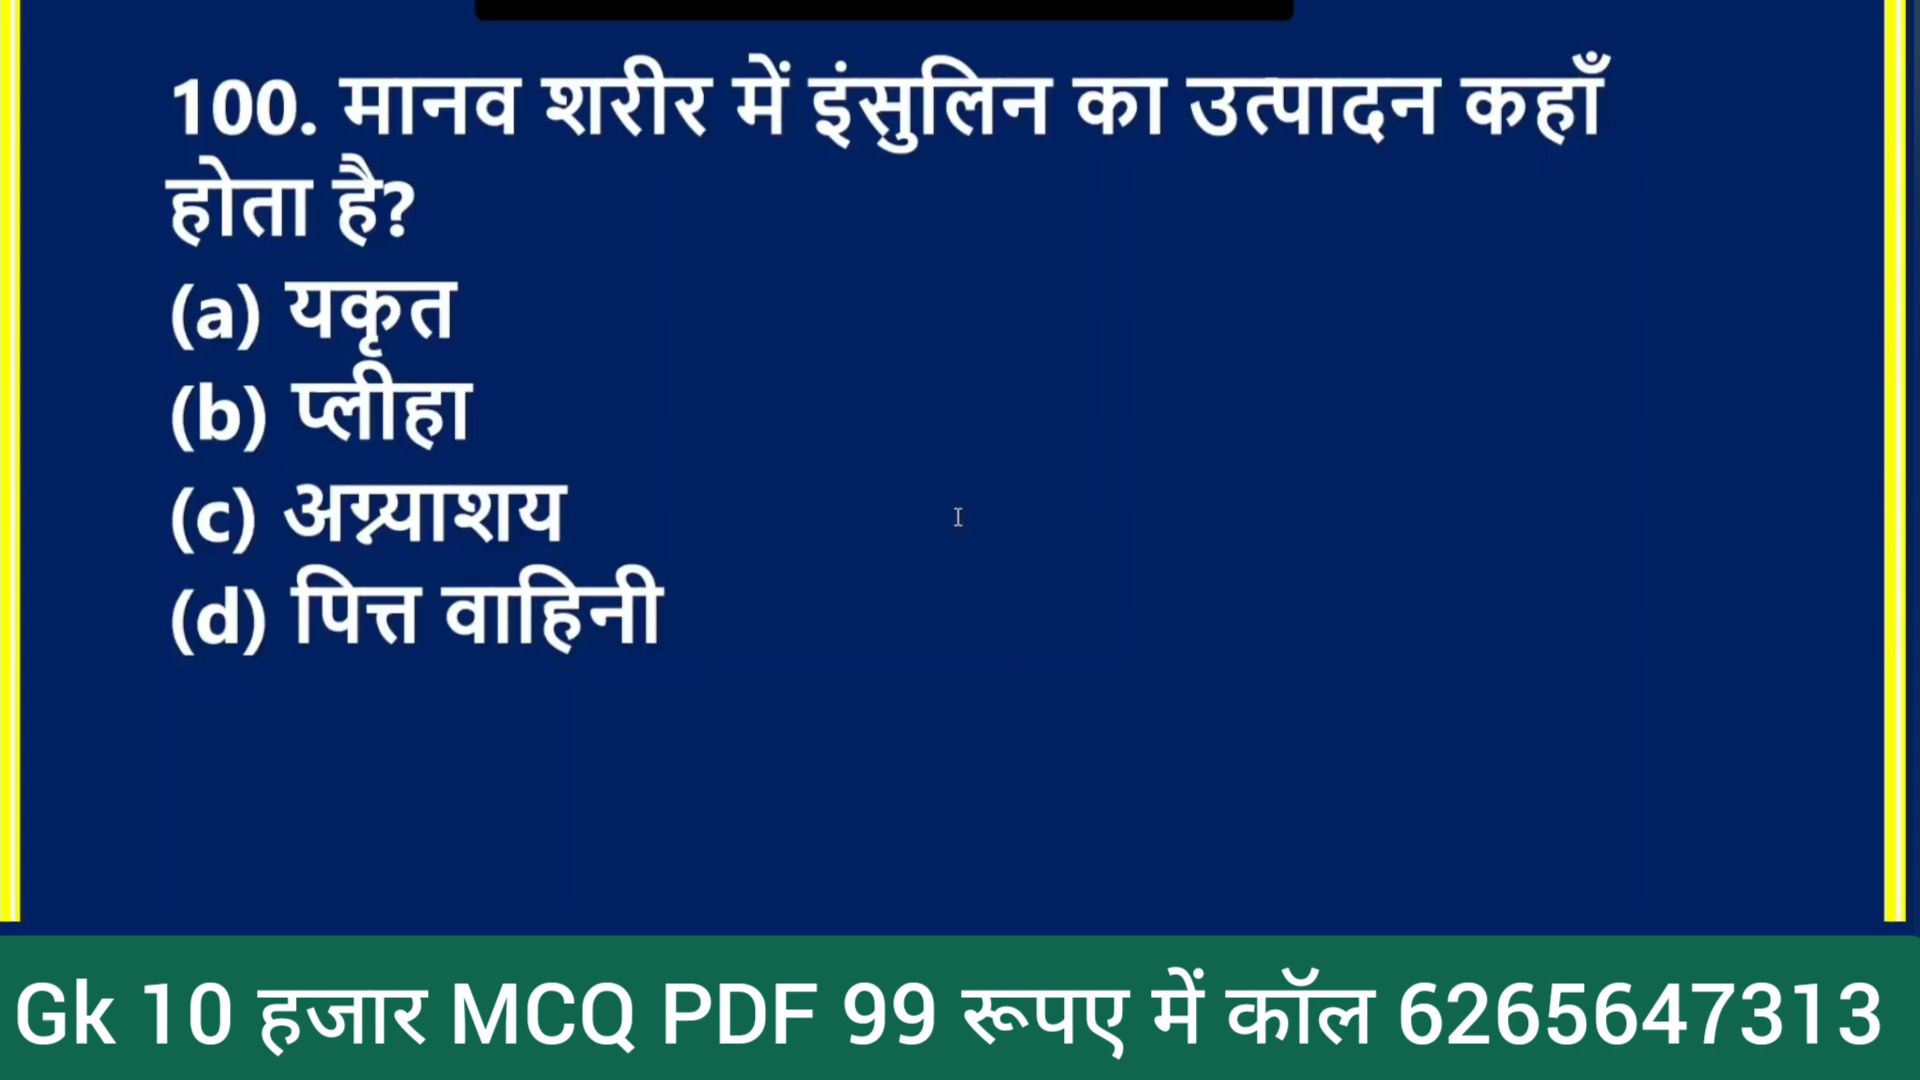 100. मानव शरीर में इंसुलिन का उत्पादन कहाँ
होता है?
(a) यकृत
(b) प्लीहा
(c) अग्न्याशय
(d) पित्त वाहिनी
Gk 10 हजार MCQ PDF 99 रूपए में कॉल 6265647313